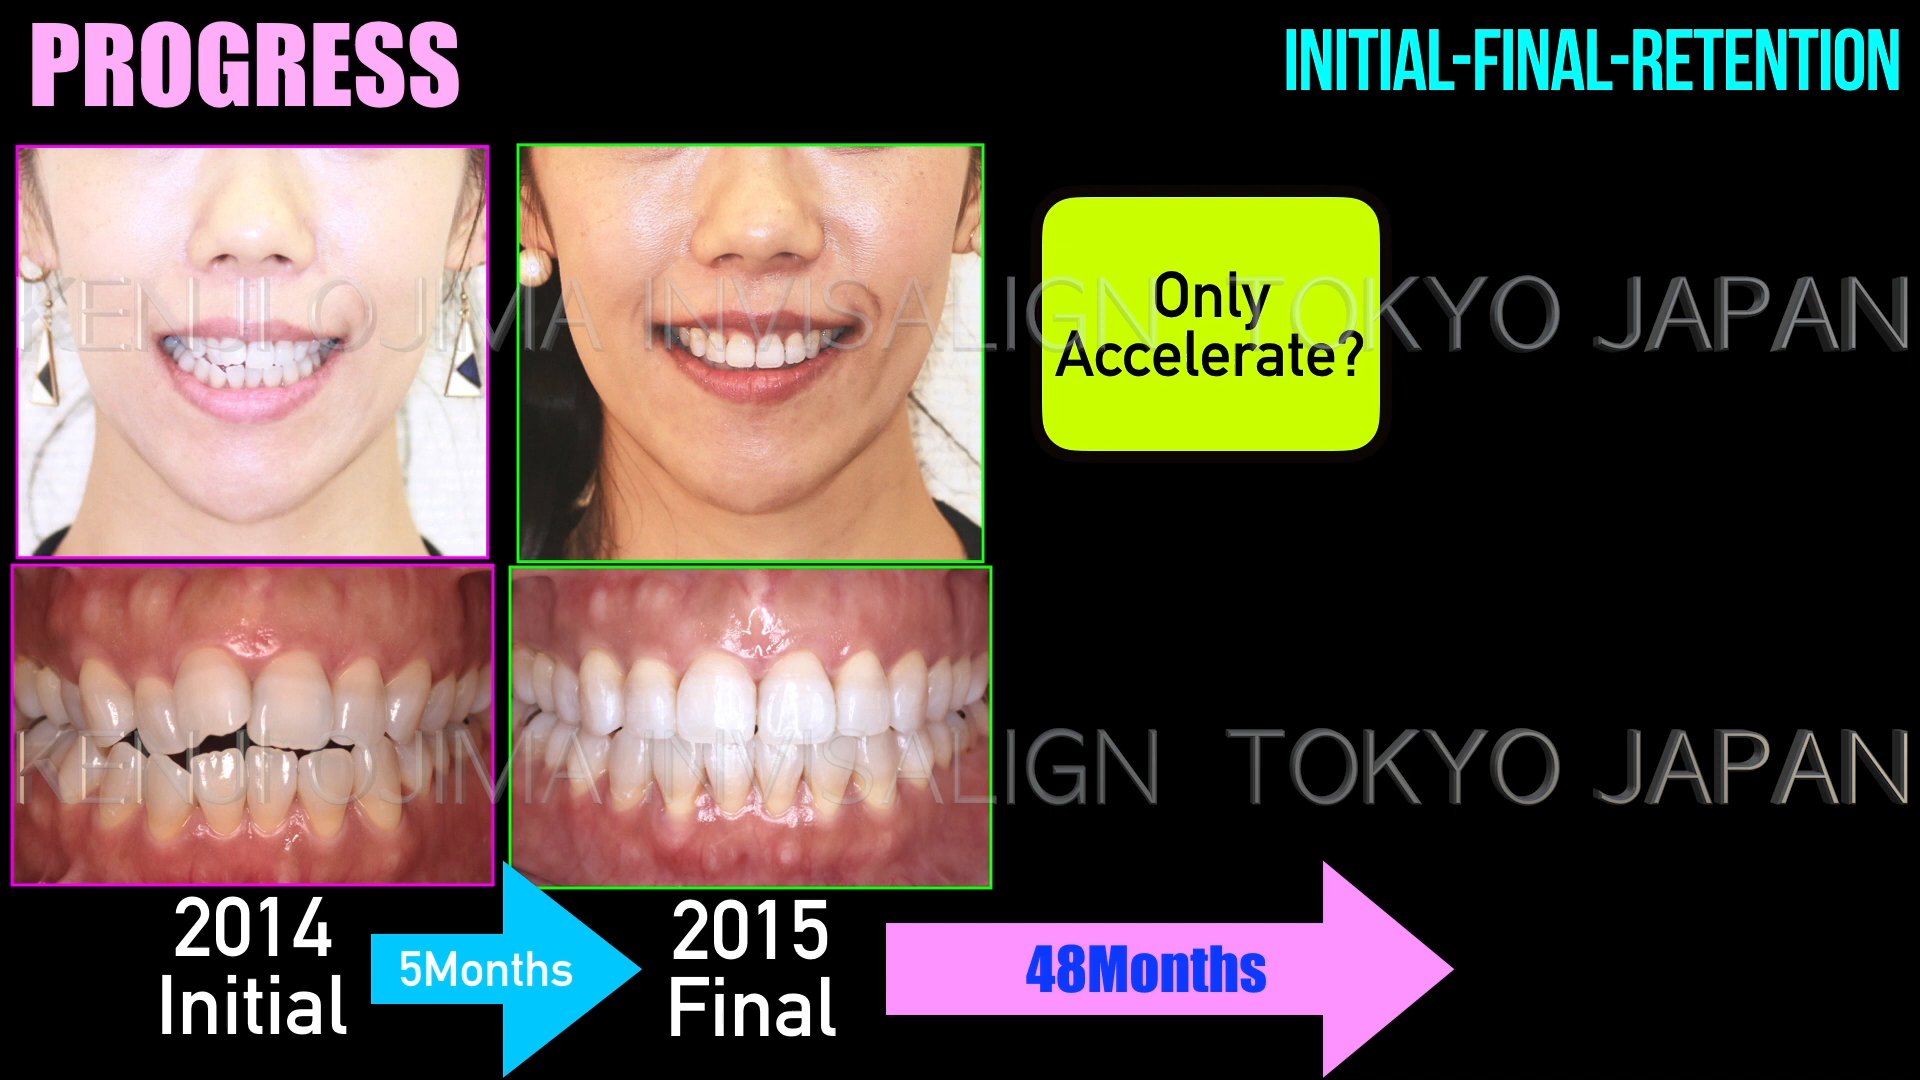 PROGRESS
INITIAL-FINAL-RETENTION
Only
Accelerate?
KENJI OJIMA INVISALIGN TOKYO JAPAN
KENJI OJIMA INVISALIGN TOKYO JAPAN
2014
Initial
5Months
2015
Final
48Months